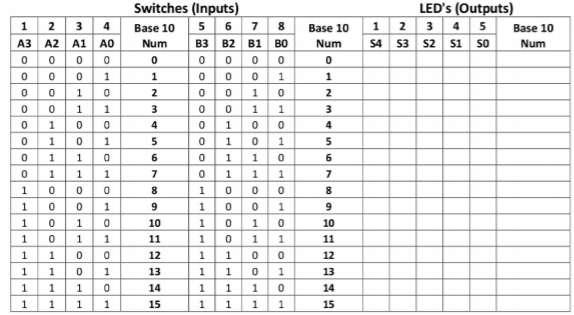 Switches (Inputs) LED's (Outputs)
1 2 3 4 Base 10 5 6 7 8 Base 10 1 2 3 4 5 Base 10
A3 A2 A1 A0 Num B3 B2 B1 B0 Num S4 S3 S2 S1 S0 Num
0 0 0 0 0 0 0 0 0 0
0 0 0 1 1 0 0 0 1 1
0 0 1 0 2 0 0 1 0 2
0 0 1 1 3 0 0 1 1 3
0 1 0 0 4 0 1 0 0 4
0 1 0 1 5 0 1 0 1 5
0 1 1 0 6 0 1 1 0 6
0 1 1 1 7 0 1 1 1 7
1 0 0 0 8 1 0 0 0 8
1 0 0 1 9 1 0 0 1 9
1 0 1 0 10 1 0 1 0 10
1 0 1 1 11 1 0 1 1 11
1 1 0 0 12 1 1 0 0 12
1 1 0 1 13 1 1 0 1 13
1 1 1 0 14 1 1 1 0 14
1 1 1 1 15 1 1 1 1 15